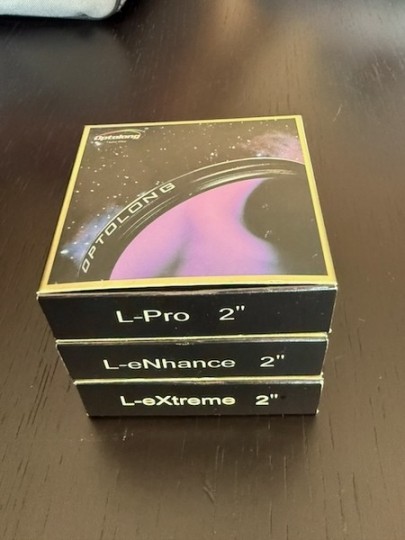 Optolong
OPTOLONG
L-Pro 2"
L-eNhance 2"
L-eXtreme 2"